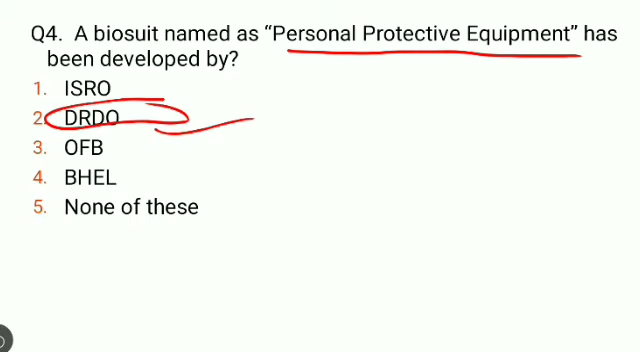 Q4. A biosuit named as “Personal Protective Equipment” has
been developed by?
1. ISRO
2. DRDO
3. OFB
4. BHEL
5. None of these